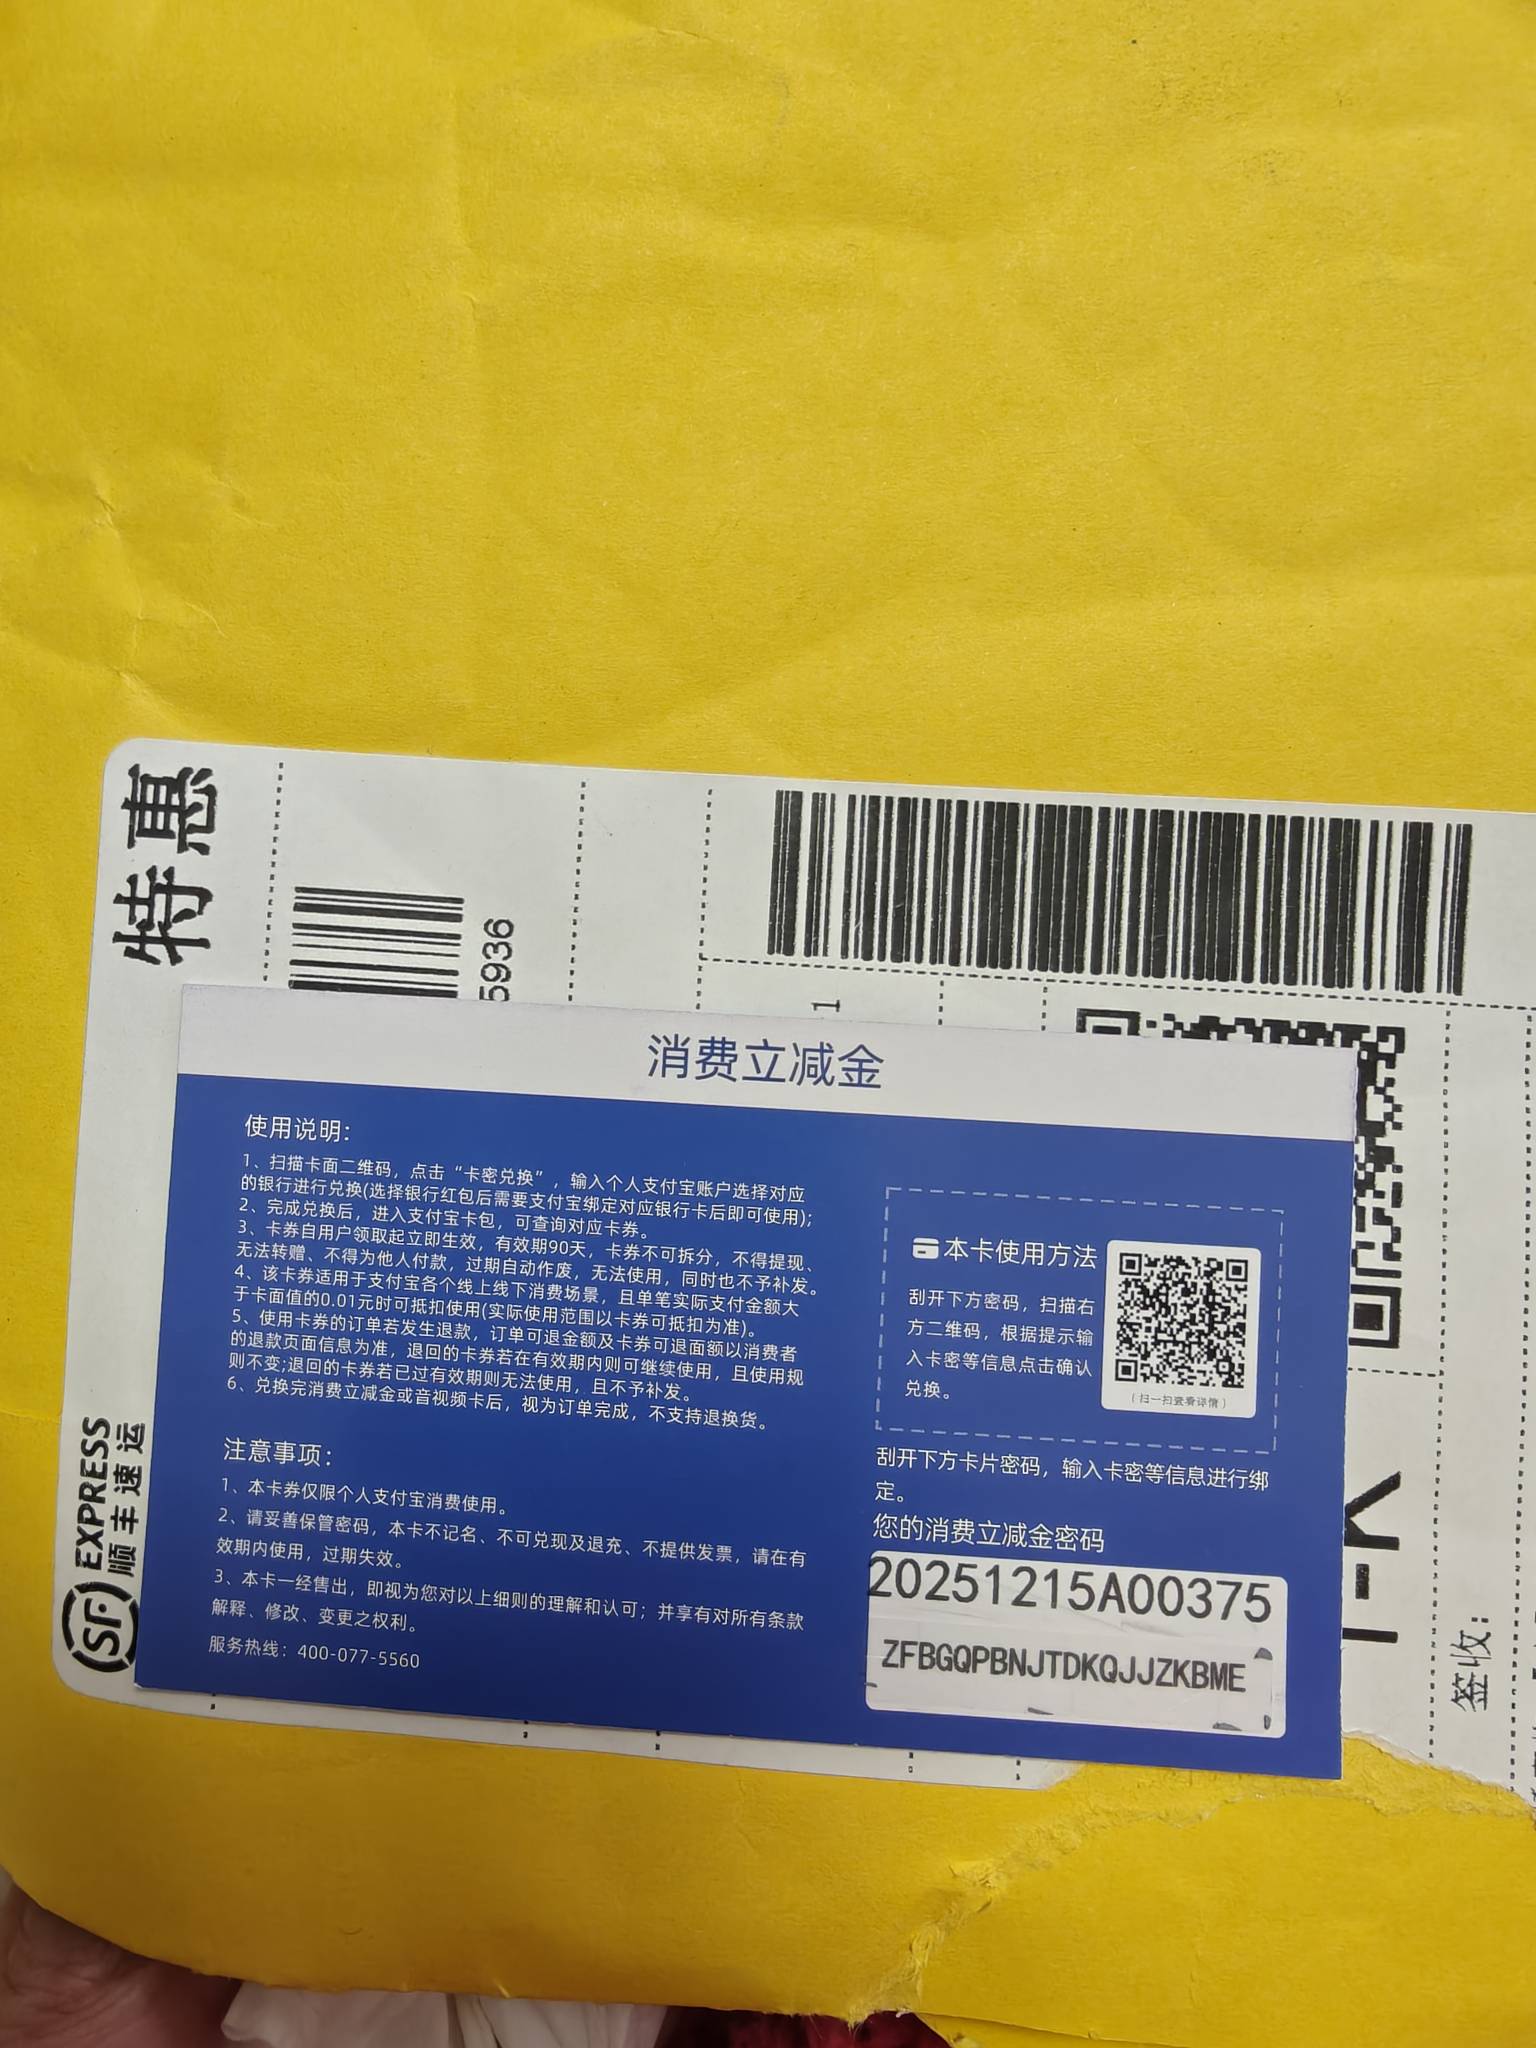 特惠
5936
1
消费立减金
使用说明：
1、扫描卡面二维码，点击“卡密兑换”，输入个人支付宝账户选择对应
的银行进行兑换(选择银行红包后需要支付宝绑定对应银行卡后即可使用)；
2、完成兑换后，进入支付宝卡包，可查询对应卡券。
3、卡券自用户领取起立即生效，有效期90天，卡券不可拆分，不得提现、
无法转赠、不得为他人付款，过期自动作废，无法使用，同时也不予补发。
4、该卡券适用于支付宝各个线上线下消费场景，且单笔实际支付金额大
于卡面值的0.01元时可抵扣使用(实际使用范围以卡券可抵扣为准)。
5、使用卡券的订单若发生退款，订单可退金额及卡券可退面额以消费者
的退款页面信息为准，退回的卡券若在有效期内则可继续使用，且使用规
则不变;退回的卡券若已过有效期则无法使用，且不予补发。
6、兑换完消费立减金或音视频卡后，视为订单完成，不支持退换货。
注意事项：
1、本卡券仅限个人支付宝消费使用。
2、请妥善保管密码，本卡不记名、不可兑现及退充、不提供发票，请在有
效期内使用，过期失效。
3、本卡一经售出，即视为您对以上细则的理解和认可；并享有对所有条款
解释、修改、变更之权利。
服务热线：400-077-5560
本卡使用方法
刮开下方密码，扫描右
方二维码，根据提示输
入卡密等信息点击确认
兑换。
（扫一扫查看详情）
刮开下方卡片密码，输入卡密等信息进行绑
定。
您的消费立减金密码
20251215A00375
ZFBGQPBNJTDKQJJZKBME
SF EXPRESS
顺丰速运
签收：